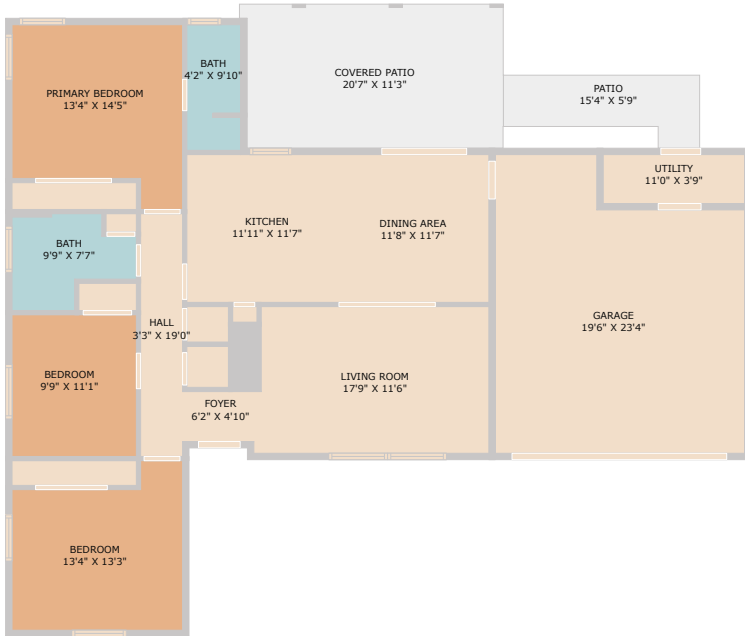 PRIMARY BEDROOM
13'4" X 14'5"
BATH
4'2" X 9'10"
COVERED PATIO
20'7" X 11'3"
PATIO
15'4" X 5'9"
UTILITY
11'0" X 3'9"
KITCHEN
11'11" X 11'7"
DINING AREA
11'8" X 11'7"
BATH
9'9" X 7'7"
HALL
3'3" X 19'0"
GARAGE
19'6" X 23'4"
BEDROOM
9'9" X 11'1"
LIVING ROOM
17'9" X 11'6"
FOYER
6'2" X 4'10"
BEDROOM
13'4" X 13'3"